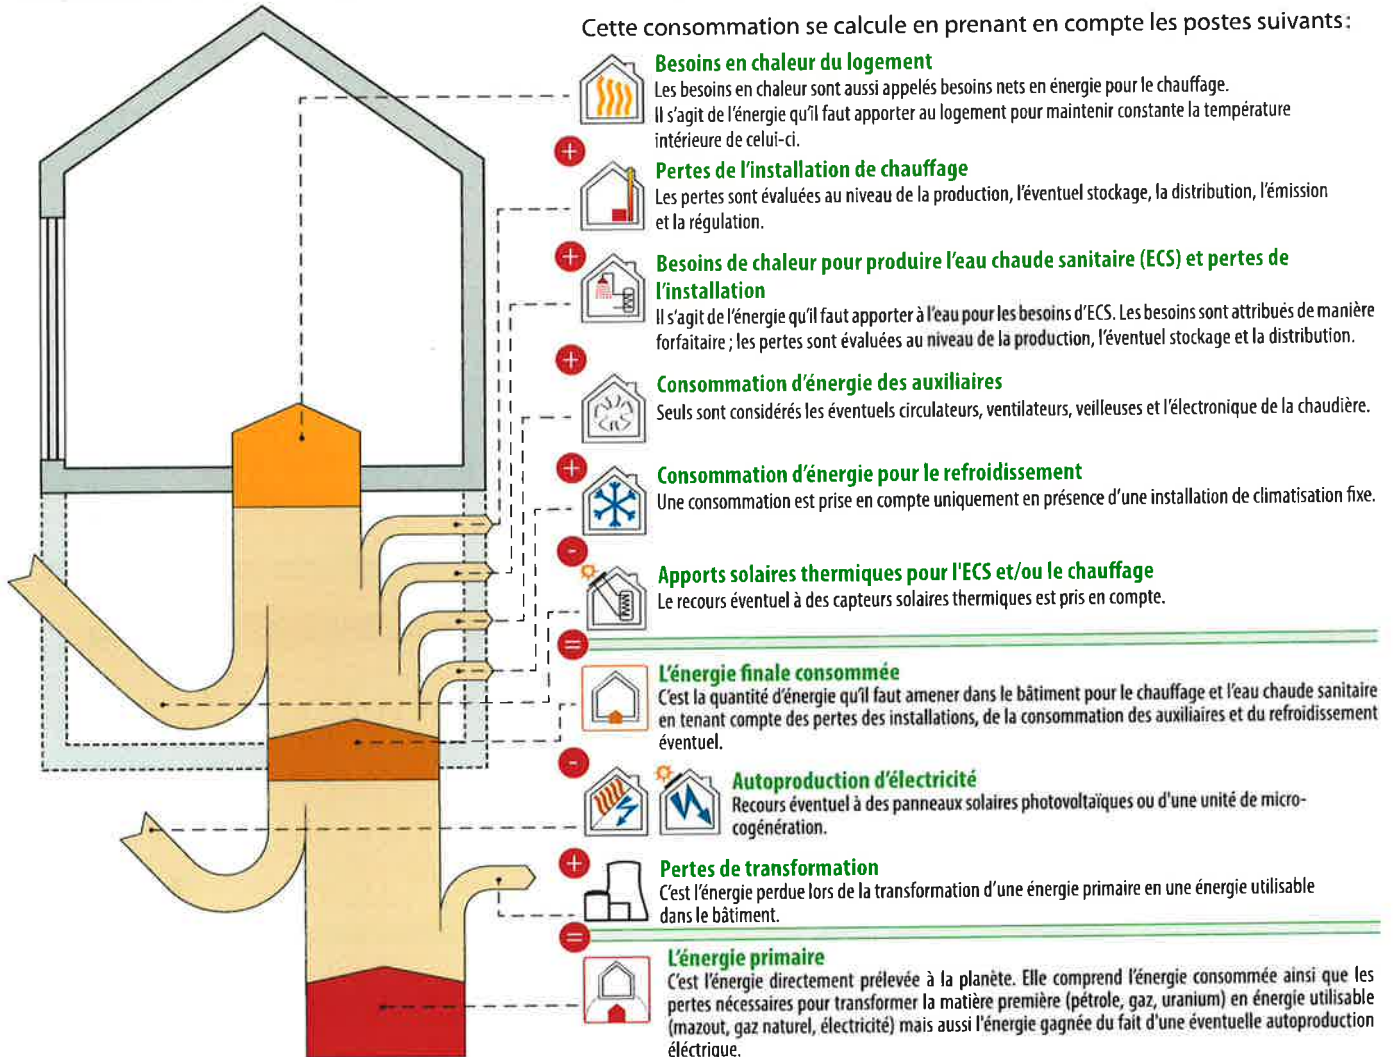 Cette consommation se calcule en prenant en compte les postes suivants :
Besoins en chaleur du logement
Les besoins en chaleur sont aussi appelés besoins nets en énergie pour le chauffage.
Il s'agit de l'énergie qu'il faut apporter au logement pour maintenir constante la température
intérieure de celui-ci.
+
Pertes de l'installation de chauffage
Les pertes sont évaluées au niveau de la production, l'éventuel stockage, la distribution, l'émission
et la régulation.
+
Besoins de chaleur pour produire l'eau chaude sanitaire (ECS) et pertes de
l'installation
Il s'agit de l'énergie qu'il faut apporter à l'eau pour les besoins d'ECS. Les besoins sont attribués de manière
forfaitaire ; les pertes sont évaluées au niveau de la production, l'éventuel stockage et la distribution.
+
Consommation d'énergie des auxiliaires
Seuls sont considérés les éventuels circulateurs, ventilateurs, veilleuses et l'électronique de la chaudière.
+
Consommation d'énergie pour le refroidissement
Une consommation est prise en compte uniquement en présence d'une installation de climatisation fixe.
-
Apports solaires thermiques pour l'ECS et/ou le chauffage
Le recours éventuel à des capteurs solaires thermiques est pris en compte.
=
L'énergie finale consommée
C'est la quantité d'énergie qu'il faut amener dans le bâtiment pour le chauffage et l'eau chaude sanitaire
en tenant compte des pertes des installations, de la consommation des auxiliaires et du refroidissement
éventuel.
-
Autoproduction d'électricité
Recours éventuel à des panneaux solaires photovoltaïques ou d'une unité de micro-
cogénération.
+
Pertes de transformation
C'est l'énergie perdue lors de la transformation d'une énergie primaire en une énergie utilisable
dans le bâtiment.
=
L'énergie primaire
C'est l'énergie directement prélevée à la planète. Elle comprend l'énergie consommée ainsi que les
pertes nécessaires pour transformer la matière première (pétrole, gaz, uranium) en énergie utilisable
(mazout, gaz naturel, électricité) mais aussi l'énergie gagnée du fait d'une éventuelle autoproduction
éléctrique.